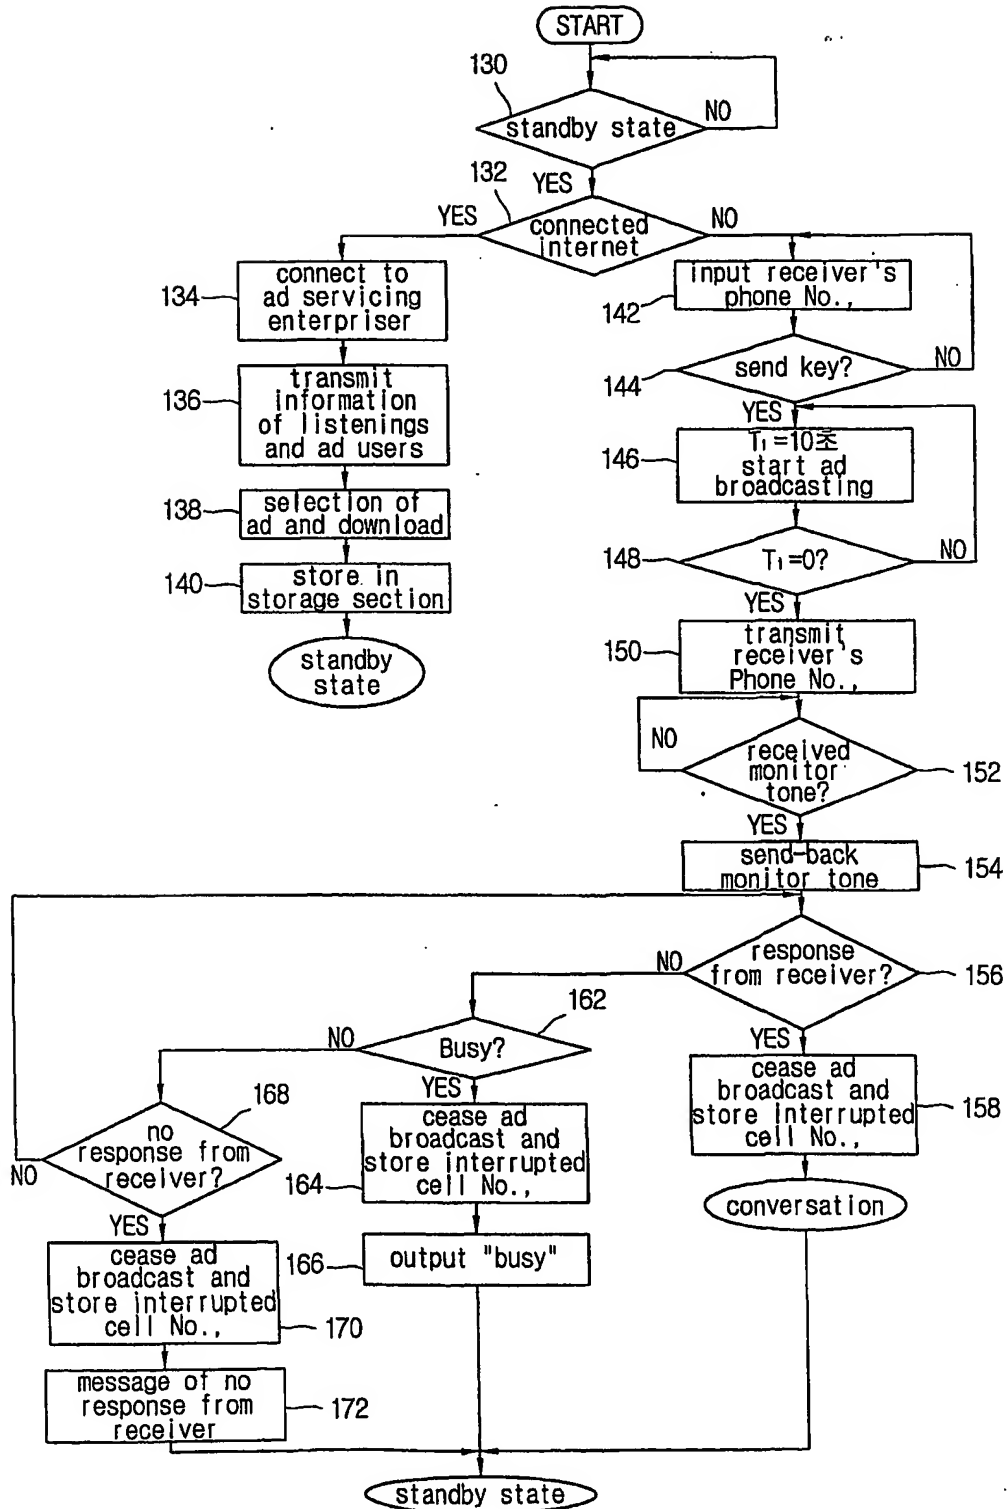 START
130
standby state
NO
132
YES
YES
connected
internet
NO
134
connect to
ad servicing
enterpriser
142
input receiver's
phone No.,
136
transmit
information
of listenings
and ad users
144
send key?
NO
YES
146
T₁=10초
start ad
broadcasting
138
selection of
ad and download
148
T₁=0?
NO
140
store in
storage section
YES
150
transmit
receiver's
Phone No.,
standby
state
NO
received
monitor
tone?
152
YES
send-back
monitor tone
154
response
from receiver?
156
NO
162
Busy?
NO
YES
YES
cease ad
broadcast and
store interrupted
cell No.,
158
168
no
response from
receiver?
NO
164
cease ad
broadcast and
store interrupted
cell No.,
conversation
YES
166
output "busy"
cease ad
broadcast and
store interrupted
cell No.,
170
message of no
response from
receiver
172
standby state